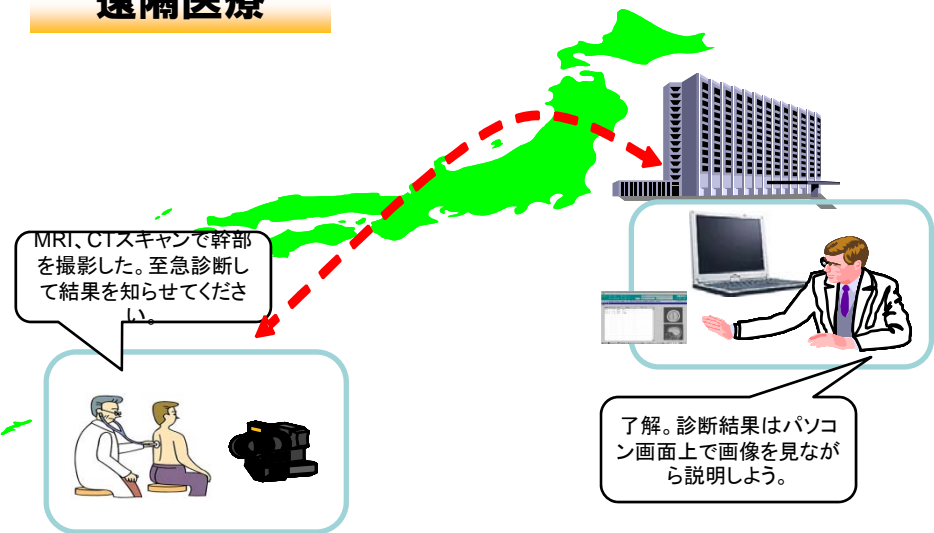 遠隔医療
MRI、CTスキャンで幹部
を撮影した。至急診断し
て結果を知らせてくださ
い。
了解。診断結果はパソコ
ン画面上で画像を見なが
ら説明しよう。